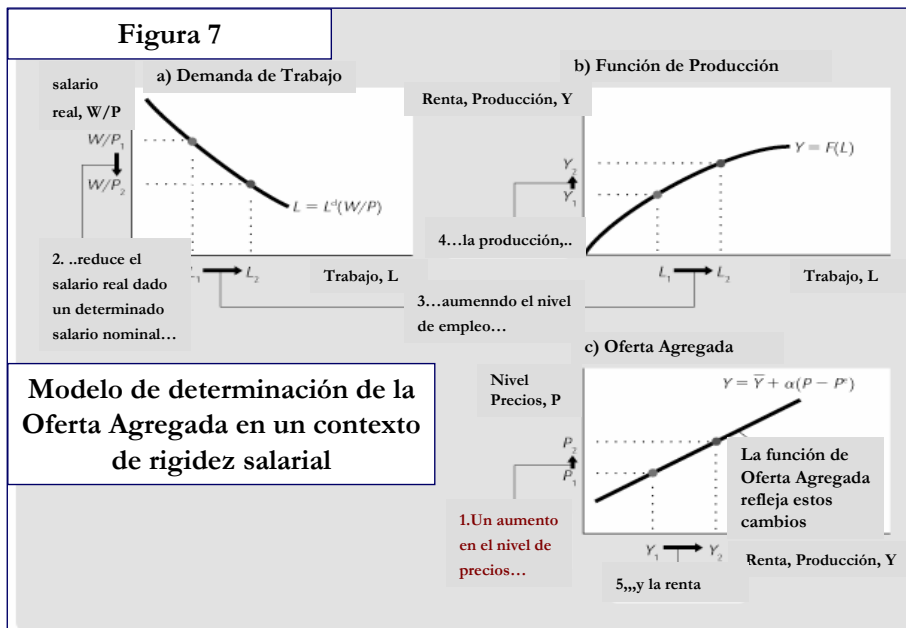 Figura 7
salario
real, W/P
a) Demanda de Trabajo
W/P₁
W/P₂
L = Lᵈ(W/P)
L₁
L₂
Trabajo, L
2. ..reduce el
salario real dado
un determinado
salario nominal…
b) Función de Producción
Renta, Producción, Y
Y = F(L)
Y₂
Y₁
4…la producción,..
L₁
L₂
Trabajo, L
3…aumenndo el nivel
de empleo…
Modelo de determinación de la
Oferta Agregada en un contexto
de rigidez salarial
c) Oferta Agregada
Nivel
Precios, P
Y = Y̅ + α(P − Pᵉ)
P₂
P₁
La función de
Oferta Agregada
refleja estos
cambios
1.Un aumento
en el nivel de
precios…
Y₁
Y₂
Renta, Producción, Y
5,,,y la renta